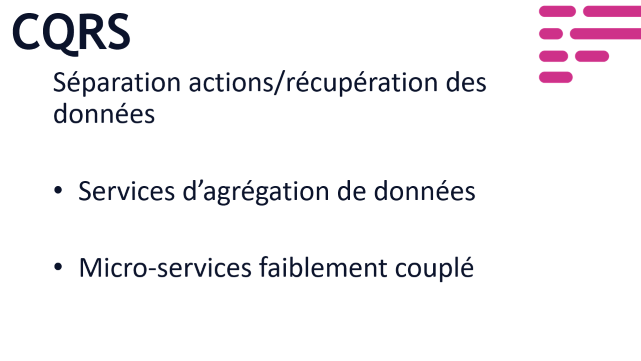 CQRS
Séparation actions/récupération des
données
• Services d’agrégation de données
• Micro-services faiblement couplé